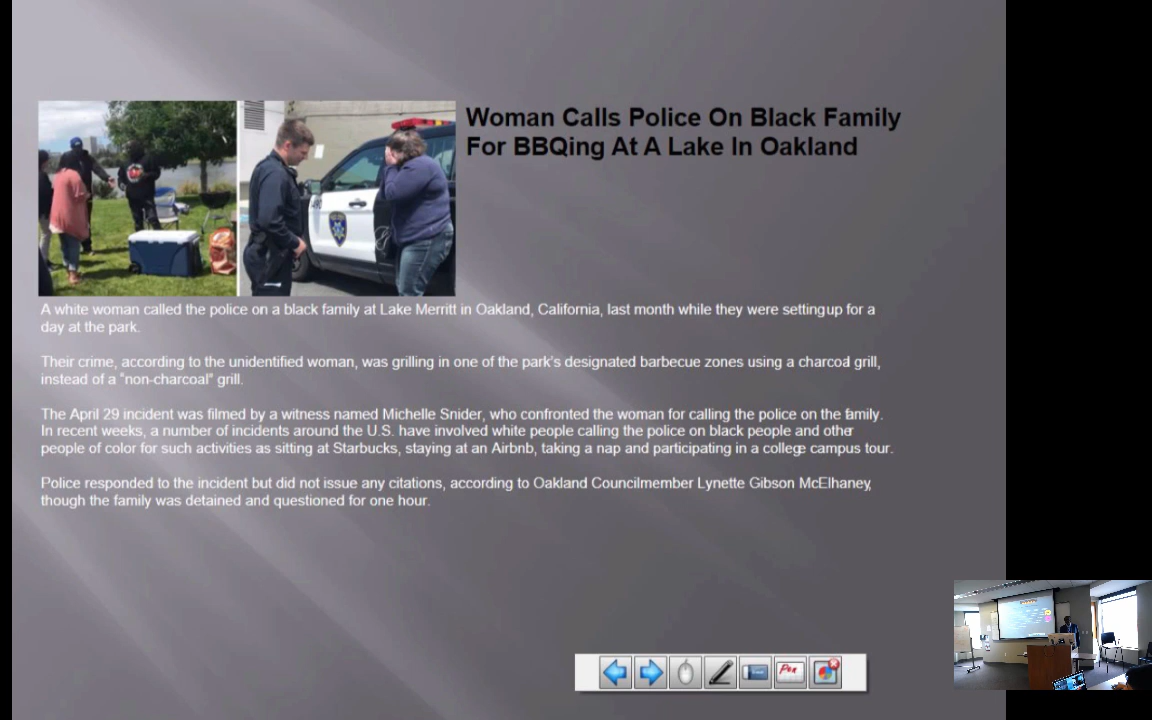 Woman Calls Police On Black Family
For BBQing At A Lake In Oakland
A white woman called the police on a black family at Lake Merritt in Oakland, California, last month while they were setting up for a
day at the park.
Their crime, according to the unidentified woman, was grilling in one of the park's designated barbecue zones using a charcoal grill,
instead of a "non-charcoal" grill.
The April 29 incident was filmed by a witness named Michelle Snider, who confronted the woman for calling the police on the family.
In recent weeks, a number of incidents around the U.S. have involved white people calling the police on black people and other
people of color for such activities as sitting at Starbucks, staying at an Airbnb, taking a nap and participating in a college campus tour.
Police responded to the incident but did not issue any citations, according to Oakland Councilmember Lynette Gibson McElhaney,
though the family was detained and questioned for one hour.
Pen